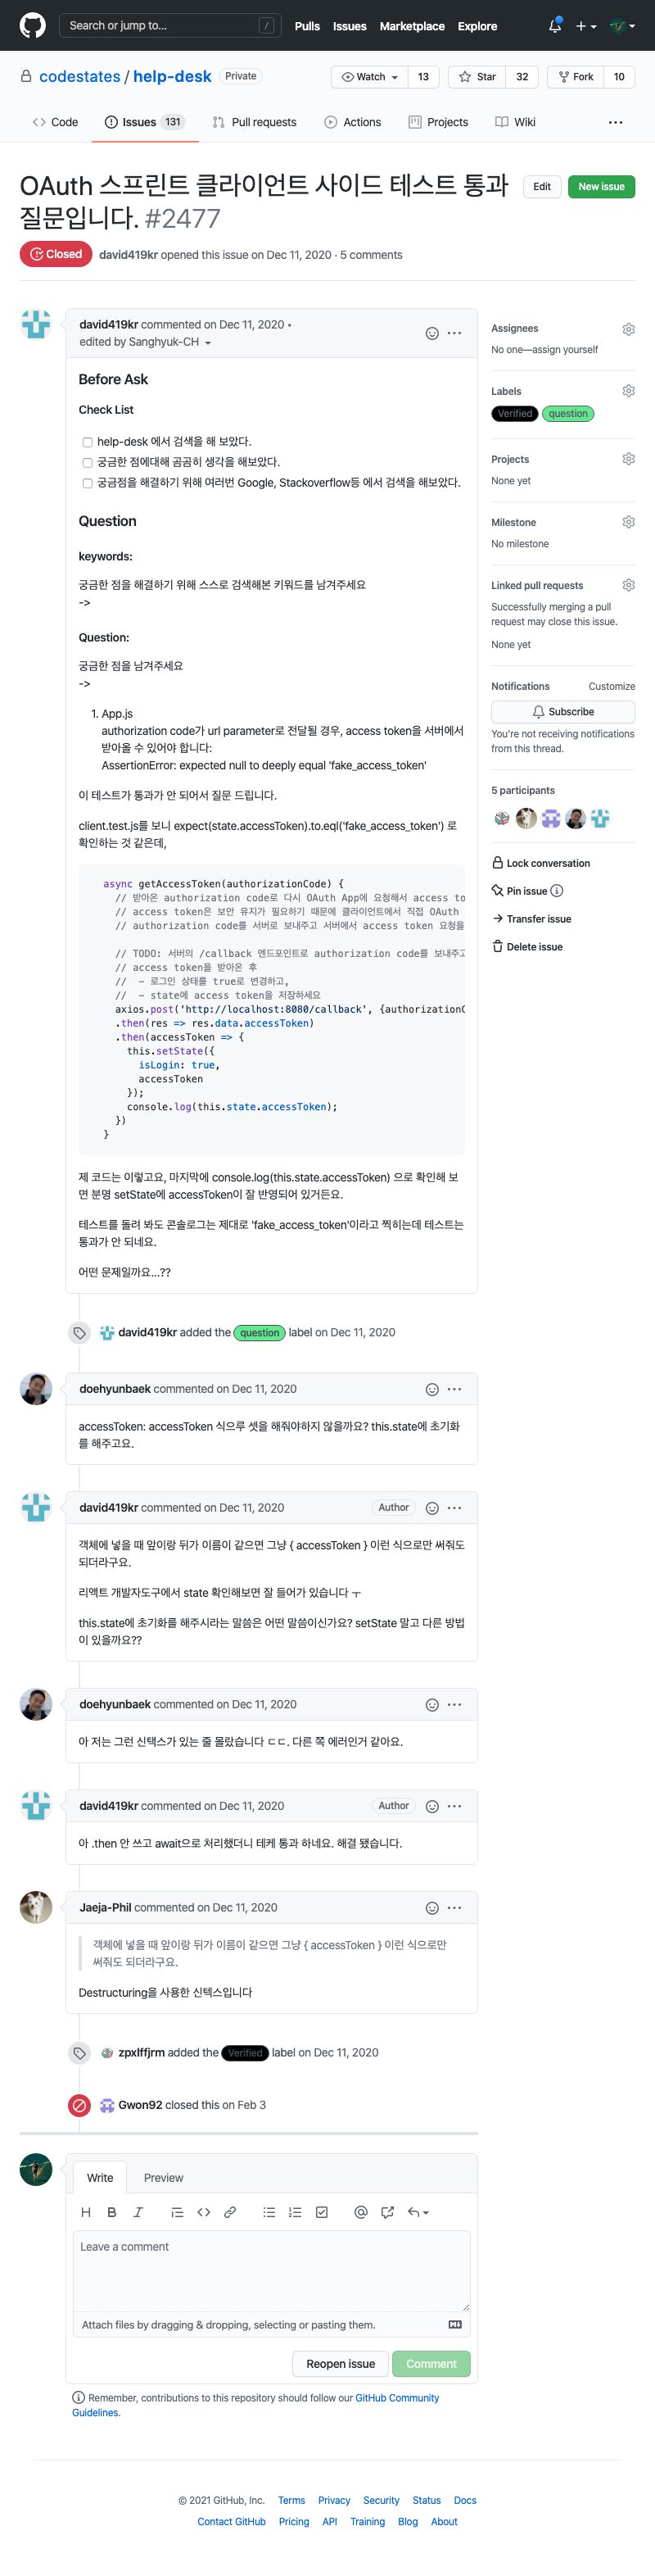 Search or jump to... /
Pulls Issues Marketplace Explore
codestates / help-desk Private
Watch 13 Star 32 Fork 10
Code Issues 131 Pull requests Actions Projects Wiki
OAuth 스프린트 클라이언트 사이드 테스트 통과
질문입니다. #2477
Edit New issue
Closed david419kr opened this issue on Dec 11, 2020 · 5 comments
david419kr commented on Dec 11, 2020 •
edited by Sanghyuk-CH
Before Ask
Check List
help-desk 에서 검색을 해 보았다.
궁금한 점에대해 곰곰히 생각을 해보았다.
궁금점을 해결하기 위해 여러번 Google, Stackoverflow등 에서 검색을 해보았다.
Question
keywords:
궁금한 점을 해결하기 위해 스스로 검색해본 키워드를 남겨주세요
->
Question:
궁금한 점을 남겨주세요
->
1. App.js
authorization code가 url parameter로 전달될 경우, access token을 서버에서
받아올 수 있어야 합니다:
AssertionError: expected null to deeply equal 'fake_access_token'
이 테스트가 통과가 안 되어서 질문 드립니다.
client.test.js를 보니 expect(state.accessToken).to.eql('fake_access_token') 로
확인하는 것 같은데,
async getAccessToken(authorizationCode) {
// 받아온 authorization code로 다시 OAuth App에 요청해서 access to
// access token은 보안 유지가 필요하기 때문에 클라이언트에서 직접 OAuth
// authorization code를 서버로 보내주고 서버에서 access token 요청을
// TODO: 서버의 /callback 엔드포인트로 authorization code를 보내주고
// access token을 받아온 후
//  - 로그인 상태를 true로 변경하고,
//  - state에 access token을 저장하세요
axios.post('http://localhost:8080/callback', {authorizationC
.then(res => res.data.accessToken)
.then(accessToken => {
this.setState({
isLogin: true,
accessToken
});
console.log(this.state.accessToken);
})
}
제 코드는 이렇고요, 마지막에 console.log(this.state.accessToken) 으로 확인해 보
면 분명 setState에 accessToken이 잘 반영되어 있거든요.
테스트를 돌려 봐도 콘솔로그는 제대로 'fake_access_token'이라고 찍히는데 테스트는
통과가 안 되네요.
어떤 문제일까요...??
david419kr added the question label on Dec 11, 2020
doehyunbaek commented on Dec 11, 2020
accessToken: accessToken 식으루 셋을 해줘야하지 않을까요? this.state에 초기화
를 해주고요.
david419kr commented on Dec 11, 2020 Author
객체에 넣을 때 앞이랑 뒤가 이름이 같으면 그냥 { accessToken } 이런 식으로만 써줘도
되더라구요.
리액트 개발자도구에서 state 확인해보면 잘 들어가 있습니다 ㅜ
this.state에 초기화를 해주시라는 말씀은 어떤 말씀이신가요? setState 말고 다른 방법
이 있을까요??
doehyunbaek commented on Dec 11, 2020
아 저는 그런 신택스가 있는 줄 몰랐습니다 ㄷㄷ. 다른 쪽 에러인거 같아요.
david419kr commented on Dec 11, 2020 Author
아 .then 안 쓰고 await으로 처리했더니 테케 통과 하네요. 해결 됐습니다.
Jaeja-Phil commented on Dec 11, 2020
객체에 넣을 때 앞이랑 뒤가 이름이 같으면 그냥 { accessToken } 이런 식으로만
써줘도 되더라구요.
Destructuring을 사용한 신텍스입니다
zpxlffjrm added the Verified label on Dec 11, 2020
Gwon92 closed this on Feb 3
Assignees
No one—assign yourself
Labels
Verified question
Projects
None yet
Milestone
No milestone
Linked pull requests
Successfully merging a pull
request may close this issue.
None yet
Notifications Customize
Subscribe
You're not receiving notifications
from this thread.
5 participants
Lock conversation
Pin issue
Transfer issue
Delete issue
Write Preview
Leave a comment
Attach files by dragging & dropping, selecting or pasting them.
Reopen issue Comment
Remember, contributions to this repository should follow our GitHub Community
Guidelines.
© 2021 GitHub, Inc. Terms Privacy Security Status Docs
Contact GitHub Pricing API Training Blog About